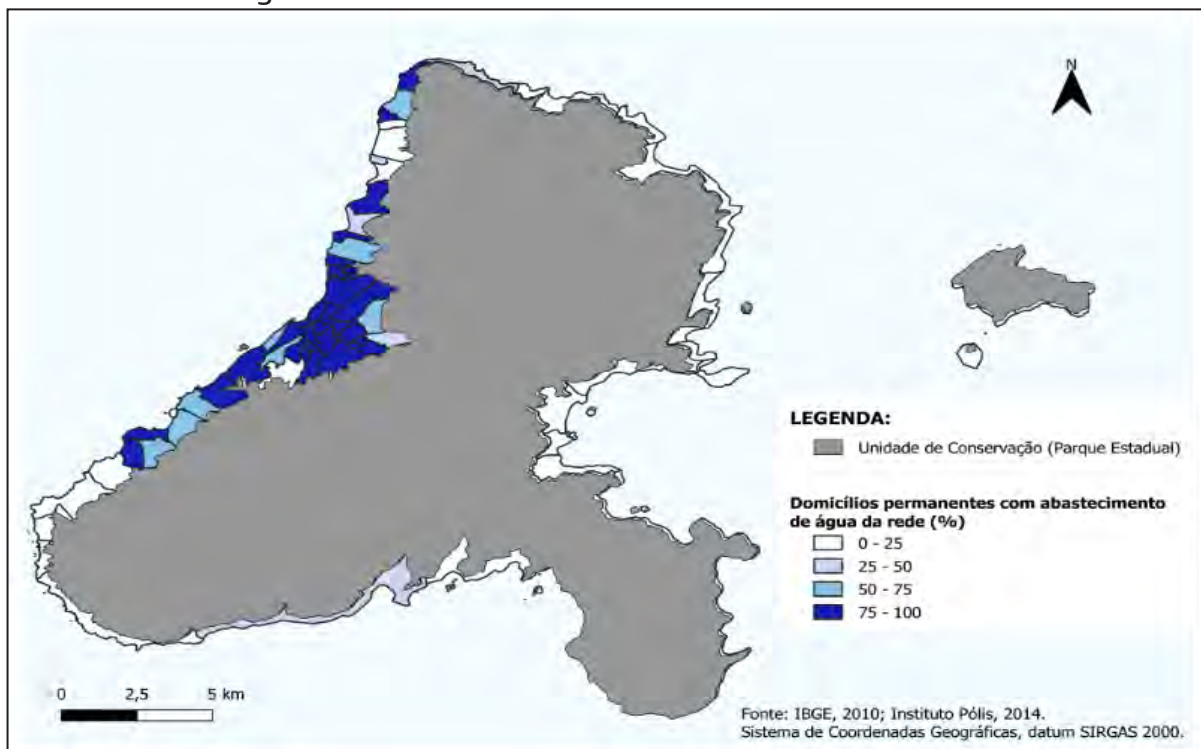 N
LEGENDA:
Unidade de Conservação (Parque Estadual)
Domicílios permanentes com abastecimento
de água da rede (%)
0 - 25
25 - 50
50 - 75
75 - 100
0 2,5 5 km
Fonte: IBGE, 2010; Instituto Pólis, 2014.
Sistema de Coordenadas Geográficas, datum SIRGAS 2000.